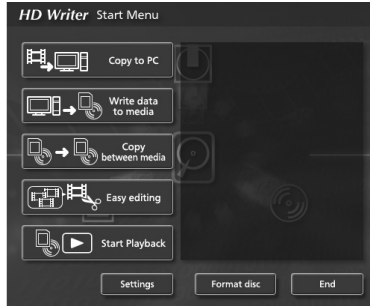 HD Writer Start Menu
Copy to PC
Write data
to media
Copy
between media
Easy editing
Start Playback
Settings
Format disc
End